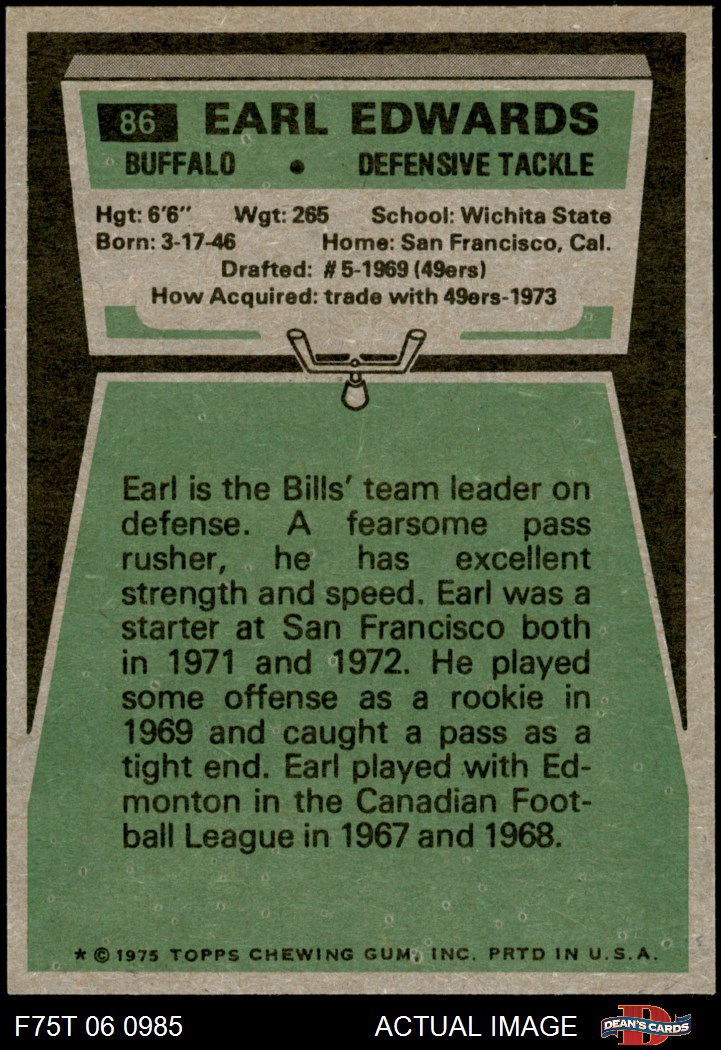 86 EARL EDWARDS
BUFFALO • DEFENSIVE TACKLE
Hgt: 6'6" Wgt: 265 School: Wichita State
Born: 3-17-46 Home: San Francisco, Cal.
Drafted: #5-1969 (49ers)
How Acquired: trade with 49ers-1973
Earl is the Bills' team leader on
defense. A fearsome pass
rusher, he has excellent
strength and speed. Earl was a
starter at San Francisco both
in 1971 and 1972. He played
some offense as a rookie in
1969 and caught a pass as a
tight end. Earl played with Ed-
monton in the Canadian Foot-
ball League in 1967 and 1968.
* © 1975 TOPPS CHEWING GUM, INC. PRTD IN U.S.A.
F75T 06 0985 ACTUAL IMAGE D DEAN'S CARDS